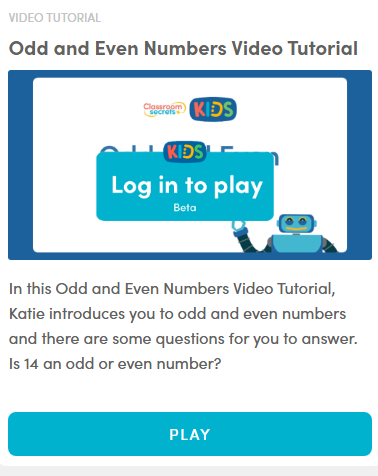 VIDEO TUTORIAL
Odd and Even Numbers Video Tutorial
Classroom
secrets
KIDS
KIDS
Log in to play
Beta
In this Odd and Even Numbers Video Tutorial,
Katie introduces you to odd and even numbers
and there are some questions for you to answer.
Is 14 an odd or even number?
PLAY